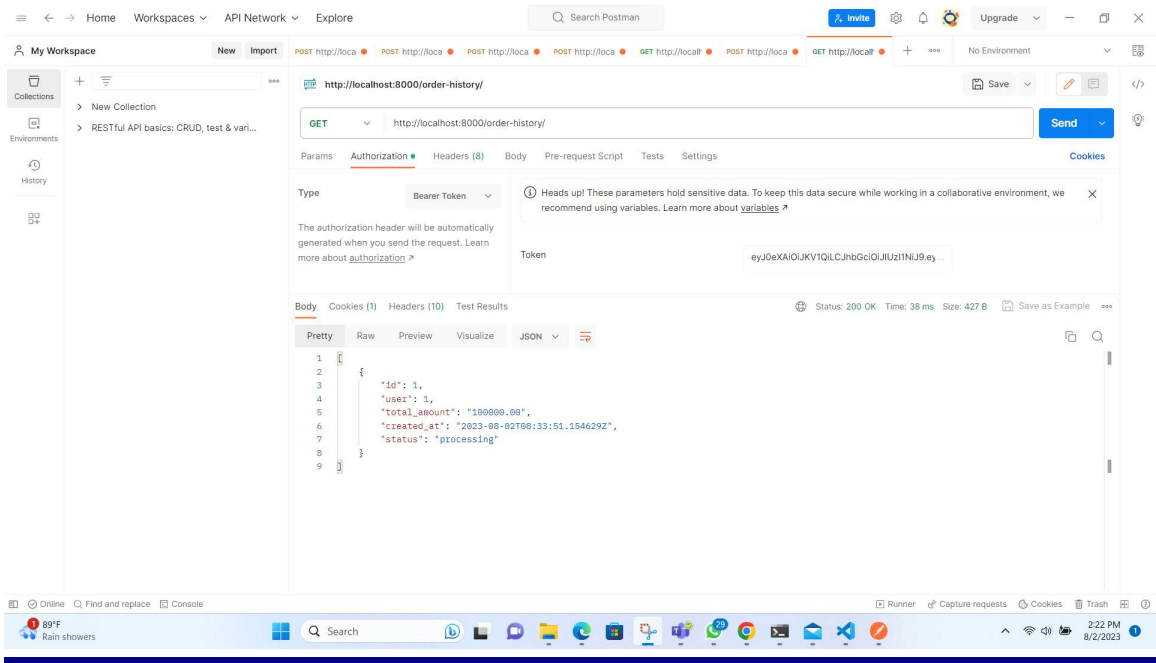 Home Workspaces API Network Explore Search Postman Invite Upgrade
My Workspace New Import POST http://loca POST http://loca POST http://loca POST http://loca GET http://localh POST http://loca GET http://localh No Environment
Collections
Environments
History
New Collection
RESTful API basics: CRUD, test & vari...
http://localhost:8000/order-history/ Save
GET http://localhost:8000/order-history/ Send
Params Authorization Headers (8) Body Pre-request Script Tests Settings Cookies
Type Bearer Token
The authorization header will be automatically
generated when you send the request. Learn
more about authorization
Heads up! These parameters hold sensitive data. To keep this data secure while working in a collaborative environment, we
recommend using variables. Learn more about variables
Token eyJ0eXAiOiJKV1QiLCJhbGciOiJIUzI1NiJ9.ey...
Body Cookies (1) Headers (10) Test Results Status: 200 OK Time: 38 ms Size: 427 B Save as Example
Pretty Raw Preview Visualize JSON
1 [
2 {
3 "id": 1,
4 "user": 1,
5 "total_amount": "100000.00",
6 "created_at": "2023-08-02T08:33:51.154629Z",
7 "status": "processing"
8 }
9 ]
Online Find and replace Console Runner Capture requests Cookies Trash
1 89°F
Rain showers
Search
29
2:22 PM
8/2/2023
1